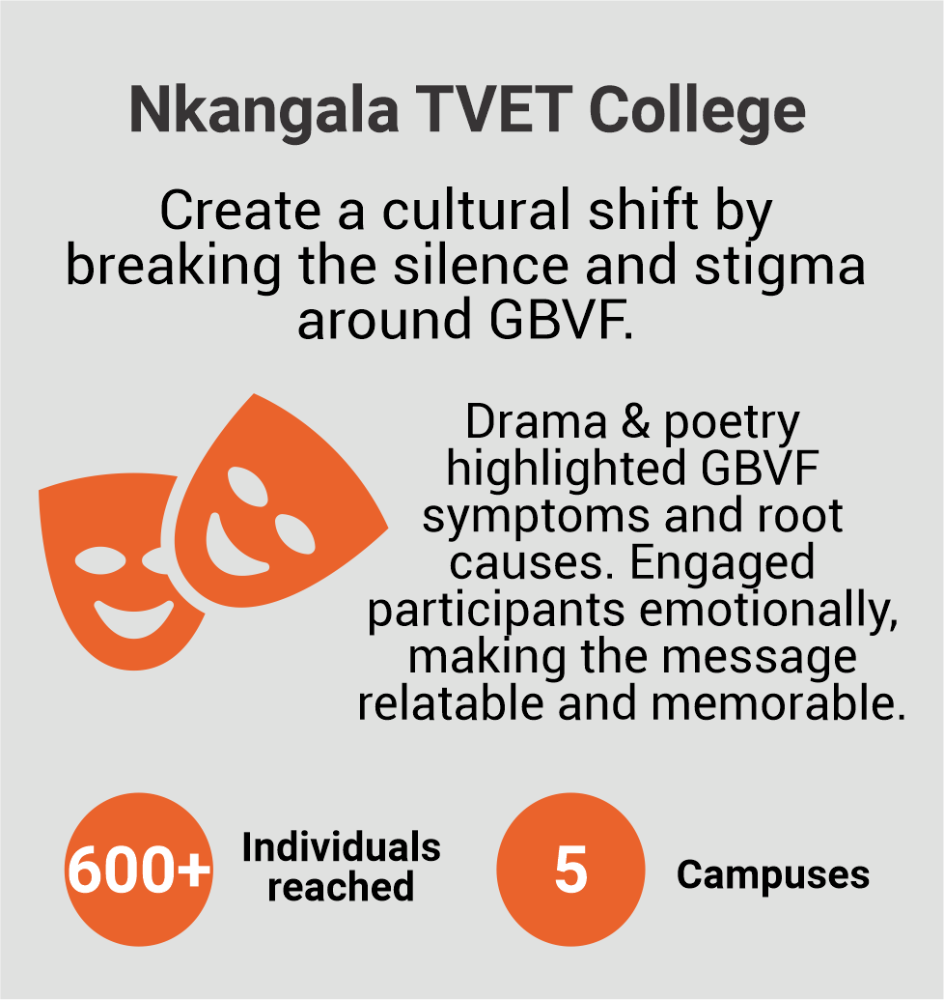 Nkangala TVET College
Create a cultural shift by
breaking the silence and stigma
around GBVF.
Drama & poetry
highlighted GBVF
symptoms and root
causes. Engaged
participants emotionally,
making the message
relatable and memorable.
600+
Individuals
reached
5
Campuses